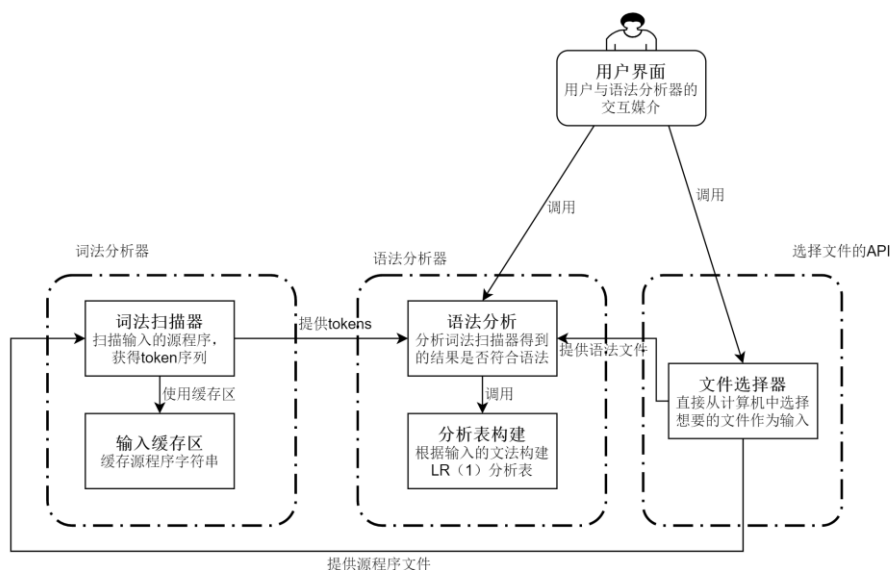 用户界面
用户与语法分析器的
交互媒介
调用
调用
词法分析器
语法分析器
选择文件的API
词法扫描器
扫描输入的源程序，
获得token序列
提供tokens
语法分析
分析词法扫描器得到
的结果是否符合语法
提供语法文件
文件选择器
直接从计算机中选择
想要的文件作为输入
使用缓存区
调用
输入缓存区
缓存源程序字符串
分析表构建
根据输入的文法构建
LR（1）分析表
提供源程序文件